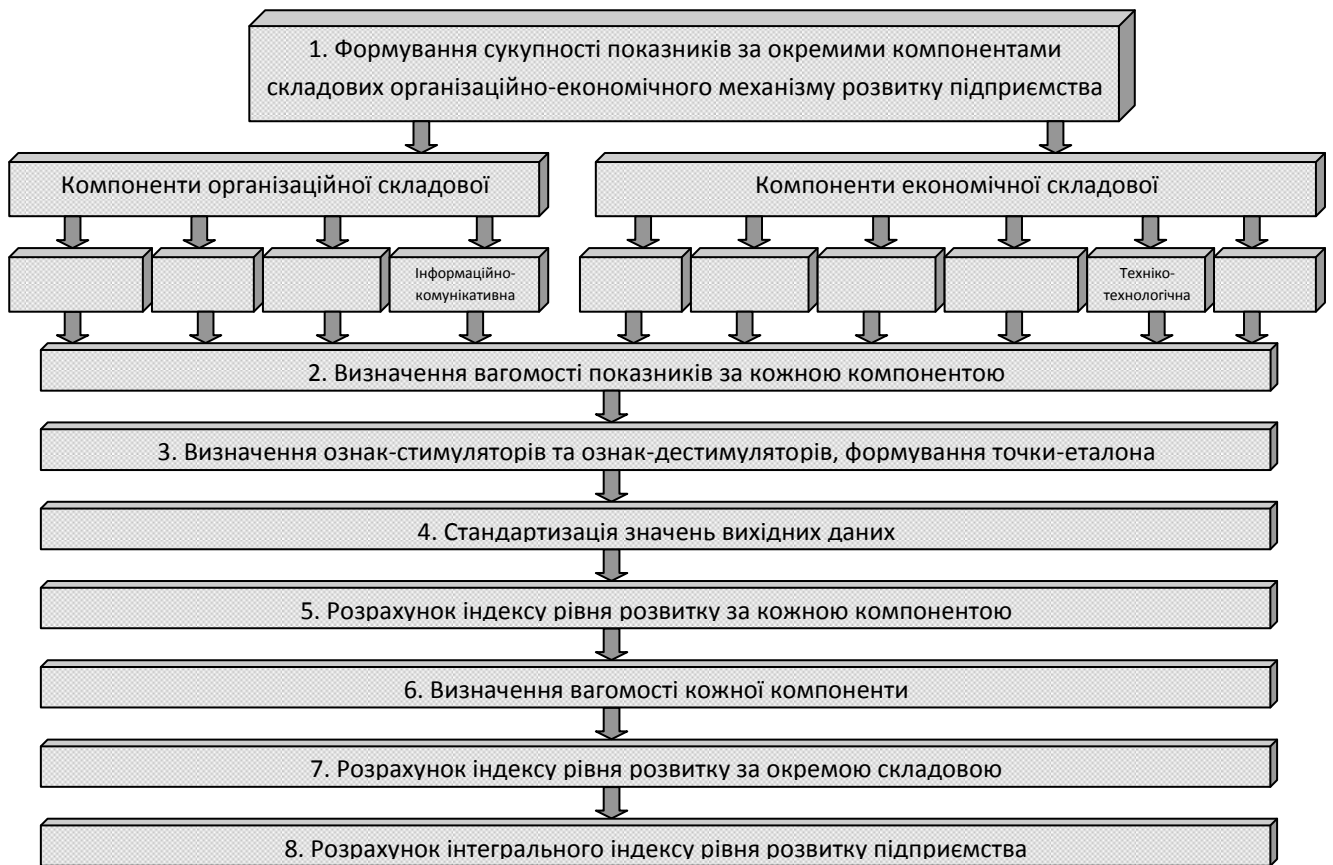 1. Формування сукупності показників за окремими компонентами
складових організаційно-економічного механізму розвитку підприємства
Компоненти організаційної складової
Компоненти економічної складової
Інформаційно-
комунікативна
Техніко-
технологічна
2. Визначення вагомості показників за кожною компонентою
3. Визначення ознак-стимуляторів та ознак-дестимуляторів, формування точки-еталона
4. Стандартизація значень вихідних даних
5. Розрахунок індексу рівня розвитку за кожною компонентою
6. Визначення вагомості кожної компоненти
7. Розрахунок індексу рівня розвитку за окремою складовою
8. Розрахунок інтегрального індексу рівня розвитку підприємства